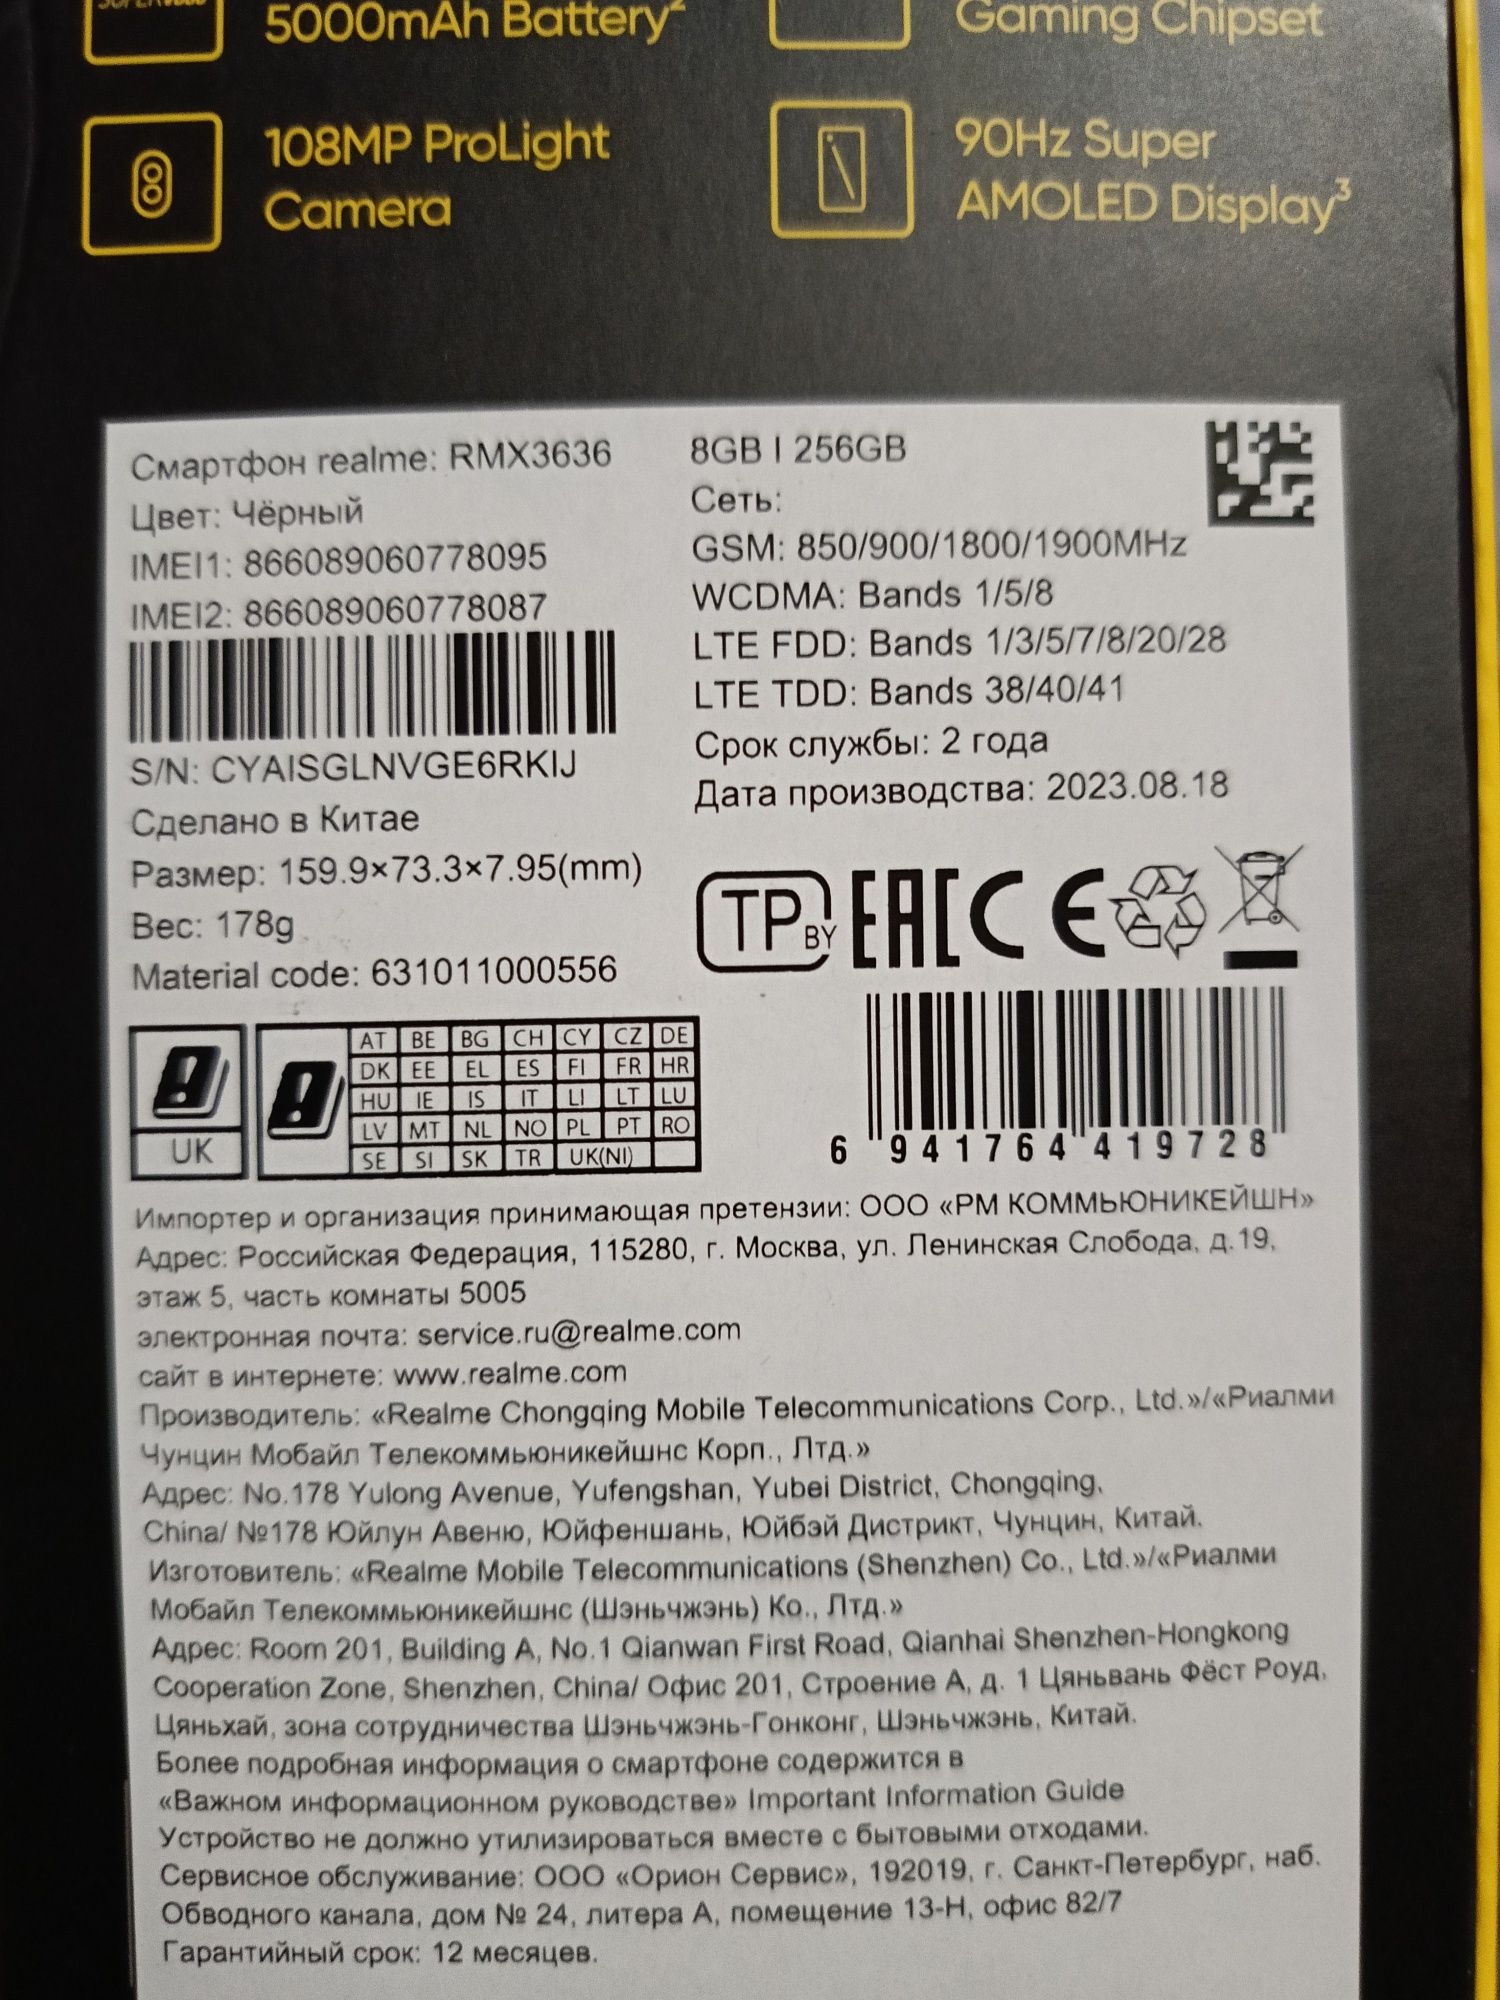 5000mAh Battery²
Gaming Chipset
108MP ProLight
Camera
90Hz Super
AMOLED Display³
Смартфон realme: RMX3636
Цвет: Чёрный
IMEI1: 866089060778095
IMEI2: 866089060778087
S/N: CYAISGLNVGE6RKIJ
Сделано в Китае
Размер: 159.9×73.3×7.95(mm)
Вес: 178g
Material code: 631011000556
8GB | 256GB
Сеть:
GSM: 850/900/1800/1900MHz
WCDMA: Bands 1/5/8
LTE FDD: Bands 1/3/5/7/8/20/28
LTE TDD: Bands 38/40/41
Срок службы: 2 года
Дата производства: 2023.08.18
TP BY EAC CE
UK
AT BE BG CH CY CZ DE
DK EE EL ES FI FR HR
HU IE IS IT LI LT LU
LV MT NL NO PL PT RO
SE SI SK TR UK(NI)
6 941764 419728
Импортер и организация принимающая претензии: ООО «РМ КОММЬЮНИКЕЙШН»
Адрес: Российская Федерация, 115280, г. Москва, ул. Ленинская Слобода, д.19,
этаж 5, часть комнаты 5005
электронная почта: service.ru@realme.com
сайт в интернете: www.realme.com
Производитель: «Realme Chongqing Mobile Telecommunications Corp., Ltd.»/«Риалми
Чунцин Мобайл Телекоммьюникейшнс Корп., Лтд.»
Адрес: No.178 Yulong Avenue, Yufengshan, Yubei District, Chongqing,
China/ №178 Юйлун Авеню, Юйфеншань, Юйбэй Дистрикт, Чунцин, Китай.
Изготовитель: «Realme Mobile Telecommunications (Shenzhen) Co., Ltd.»/«Риалми
Мобайл Телекоммьюникейшнс (Шэньчжэнь) Ко., Лтд.»
Адрес: Room 201, Building A, No.1 Qianwan First Road, Qianhai Shenzhen-Hongkong
Cooperation Zone, Shenzhen, China/ Офис 201, Строение А, д. 1 Цяньвань Фёст Роуд,
Цяньхай, зона сотрудничества Шэньчжэнь-Гонконг, Шэньчжэнь, Китай.
Более подробная информация о смартфоне содержится в
«Важном информационном руководстве» Important Information Guide
Устройство не должно утилизироваться вместе с бытовыми отходами.
Сервисное обслуживание: ООО «Орион Сервис», 192019, г. Санкт-Петербург, наб.
Обводного канала, дом № 24, литера А, помещение 13-Н, офис 82/7
Гарантийный срок: 12 месяцев.